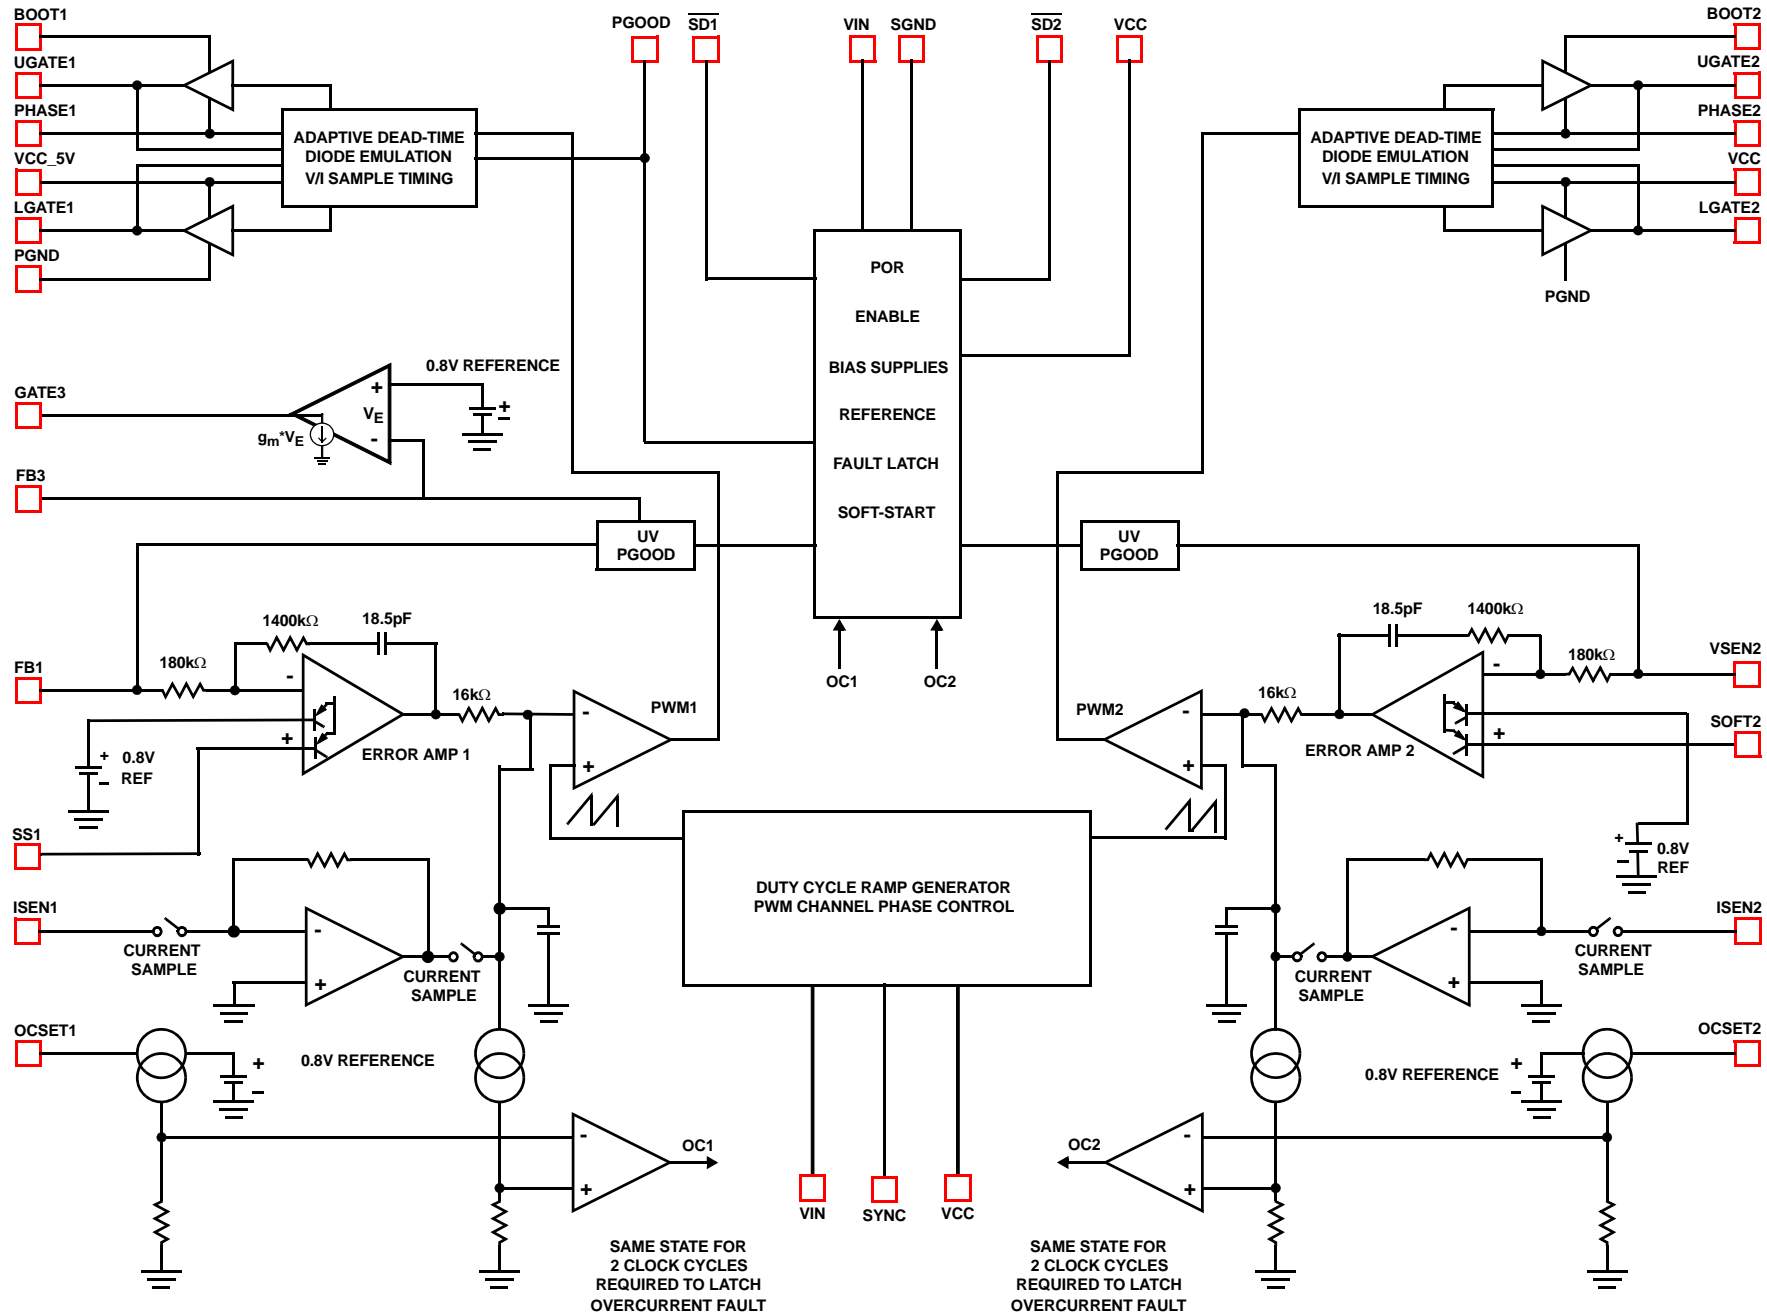 BOOT1
UGATE1
PHASE1
VCC_5V
LGATE1
PGND
ADAPTIVE DEAD-TIME
DIODE EMULATION
V/I SAMPLE TIMING
PGOOD
SD1
VIN
SGND
SD2
VCC
BOOT2
UGATE2
PHASE2
VCC
LGATE2
ADAPTIVE DEAD-TIME
DIODE EMULATION
V/I SAMPLE TIMING
PGND
POR
ENABLE
BIAS SUPPLIES
REFERENCE
FAULT LATCH
SOFT-START
OC1
OC2
GATE3
FB3
0.8V REFERENCE
+
VE
-
gm*VE
+
-
UV
PGOOD
UV
PGOOD
FB1
180kΩ
1400kΩ
18.5pF
-
+
ERROR AMP 1
+
-
0.8V
REF
16kΩ
-
+
PWM1
SS1
VSEN2
180kΩ
1400kΩ
18.5pF
-
+
ERROR AMP 2
SOFT2
+
-
0.8V
REF
16kΩ
-
+
PWM2
DUTY CYCLE RAMP GENERATOR
PWM CHANNEL PHASE CONTROL
VIN
SYNC
VCC
ISEN1
CURRENT
SAMPLE
-
+
CURRENT
SAMPLE
ISEN2
CURRENT
SAMPLE
-
+
CURRENT
SAMPLE
OCSET1
+
-
0.8V REFERENCE
-
+
OC1
SAME STATE FOR
2 CLOCK CYCLES
REQUIRED TO LATCH
OVERCURRENT FAULT
OCSET2
+
-
0.8V REFERENCE
-
+
OC2
SAME STATE FOR
2 CLOCK CYCLES
REQUIRED TO LATCH
OVERCURRENT FAULT